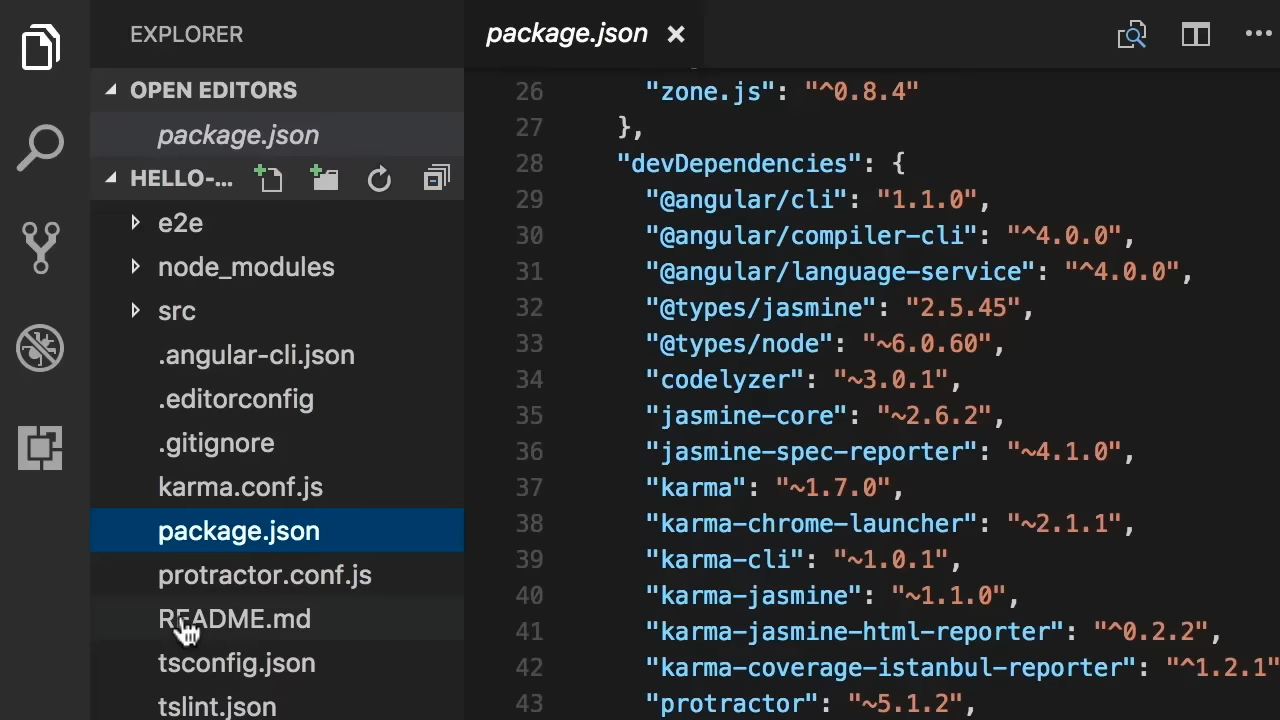 EXPLORER
OPEN EDITORS
package.json
HELLO-...
e2e
node_modules
src
.angular-cli.json
.editorconfig
.gitignore
karma.conf.js
package.json
protractor.conf.js
README.md
tsconfig.json
tslint.json
package.json
26 "zone.js": "^0.8.4"
27 },
28 "devDependencies": {
29 "@angular/cli": "1.1.0",
30 "@angular/compiler-cli": "^4.0.0",
31 "@angular/language-service": "^4.0.0",
32 "@types/jasmine": "2.5.45",
33 "@types/node": "~6.0.60",
34 "codelyzer": "~3.0.1",
35 "jasmine-core": "~2.6.2",
36 "jasmine-spec-reporter": "~4.1.0",
37 "karma": "~1.7.0",
38 "karma-chrome-launcher": "~2.1.1",
39 "karma-cli": "~1.0.1",
40 "karma-jasmine": "~1.1.0",
41 "karma-jasmine-html-reporter": "^0.2.2",
42 "karma-coverage-istanbul-reporter": "^1.2.1"
43 "protractor": "~5.1.2",